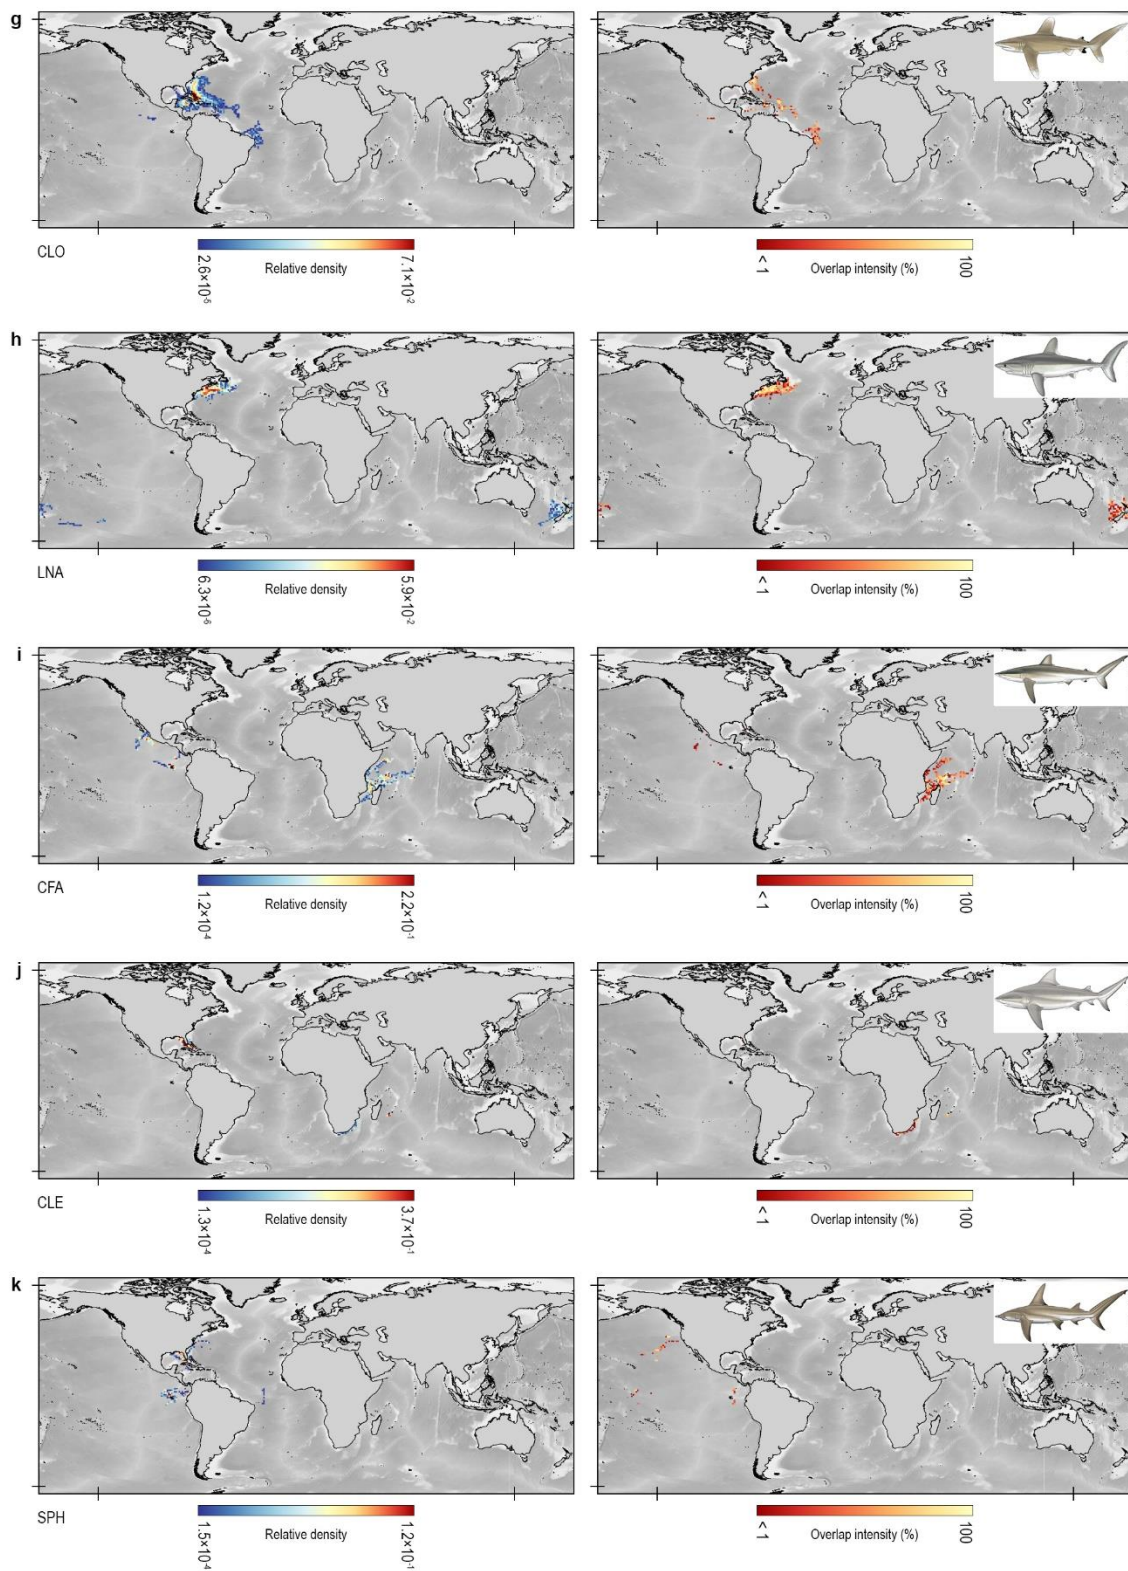 g
CLO
Relative density
2.6×10⁻⁵
7.1×10⁻²
Overlap intensity (%)
< 1
100
h
LNA
Relative density
6.3×10⁻⁵
5.9×10⁻²
Overlap intensity (%)
< 1
100
i
CFA
Relative density
1.2×10⁻⁴
2.2×10⁻¹
Overlap intensity (%)
< 1
100
j
CLE
Relative density
1.3×10⁻⁴
3.7×10⁻¹
Overlap intensity (%)
< 1
100
k
SPH
Relative density
1.5×10⁻⁴
1.2×10⁻¹
Overlap intensity (%)
< 1
100